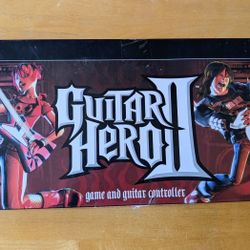 GUITAR
HERO II
game and guitar controller